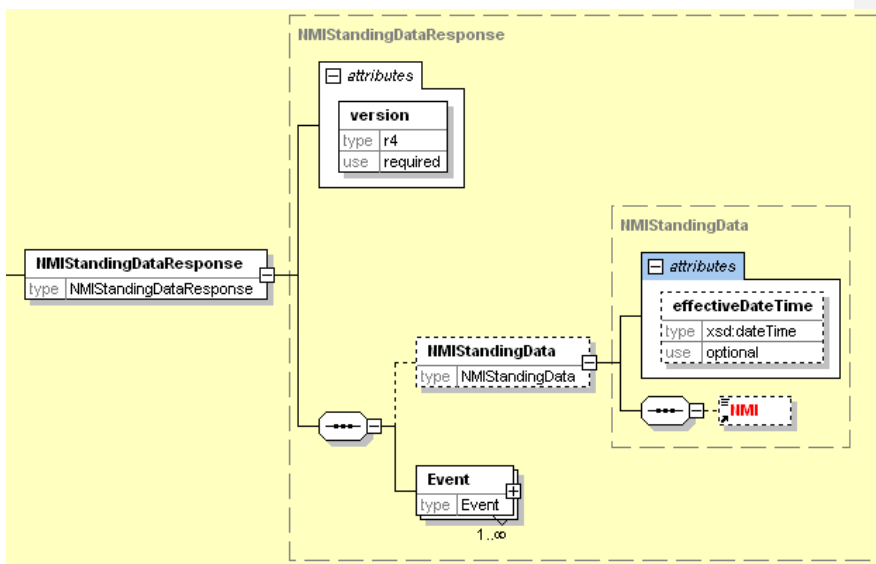 NMIStandingDataResponse
attributes
version
type r4
use required
NMIStandingData
NMIStandingDataResponse
type NMIStandingDataResponse
attributes
effectiveDateTime
type xsd:dateTime
use optional
NMIStandingData
type NMIStandingData
NMI
Event
type Event
1..∞